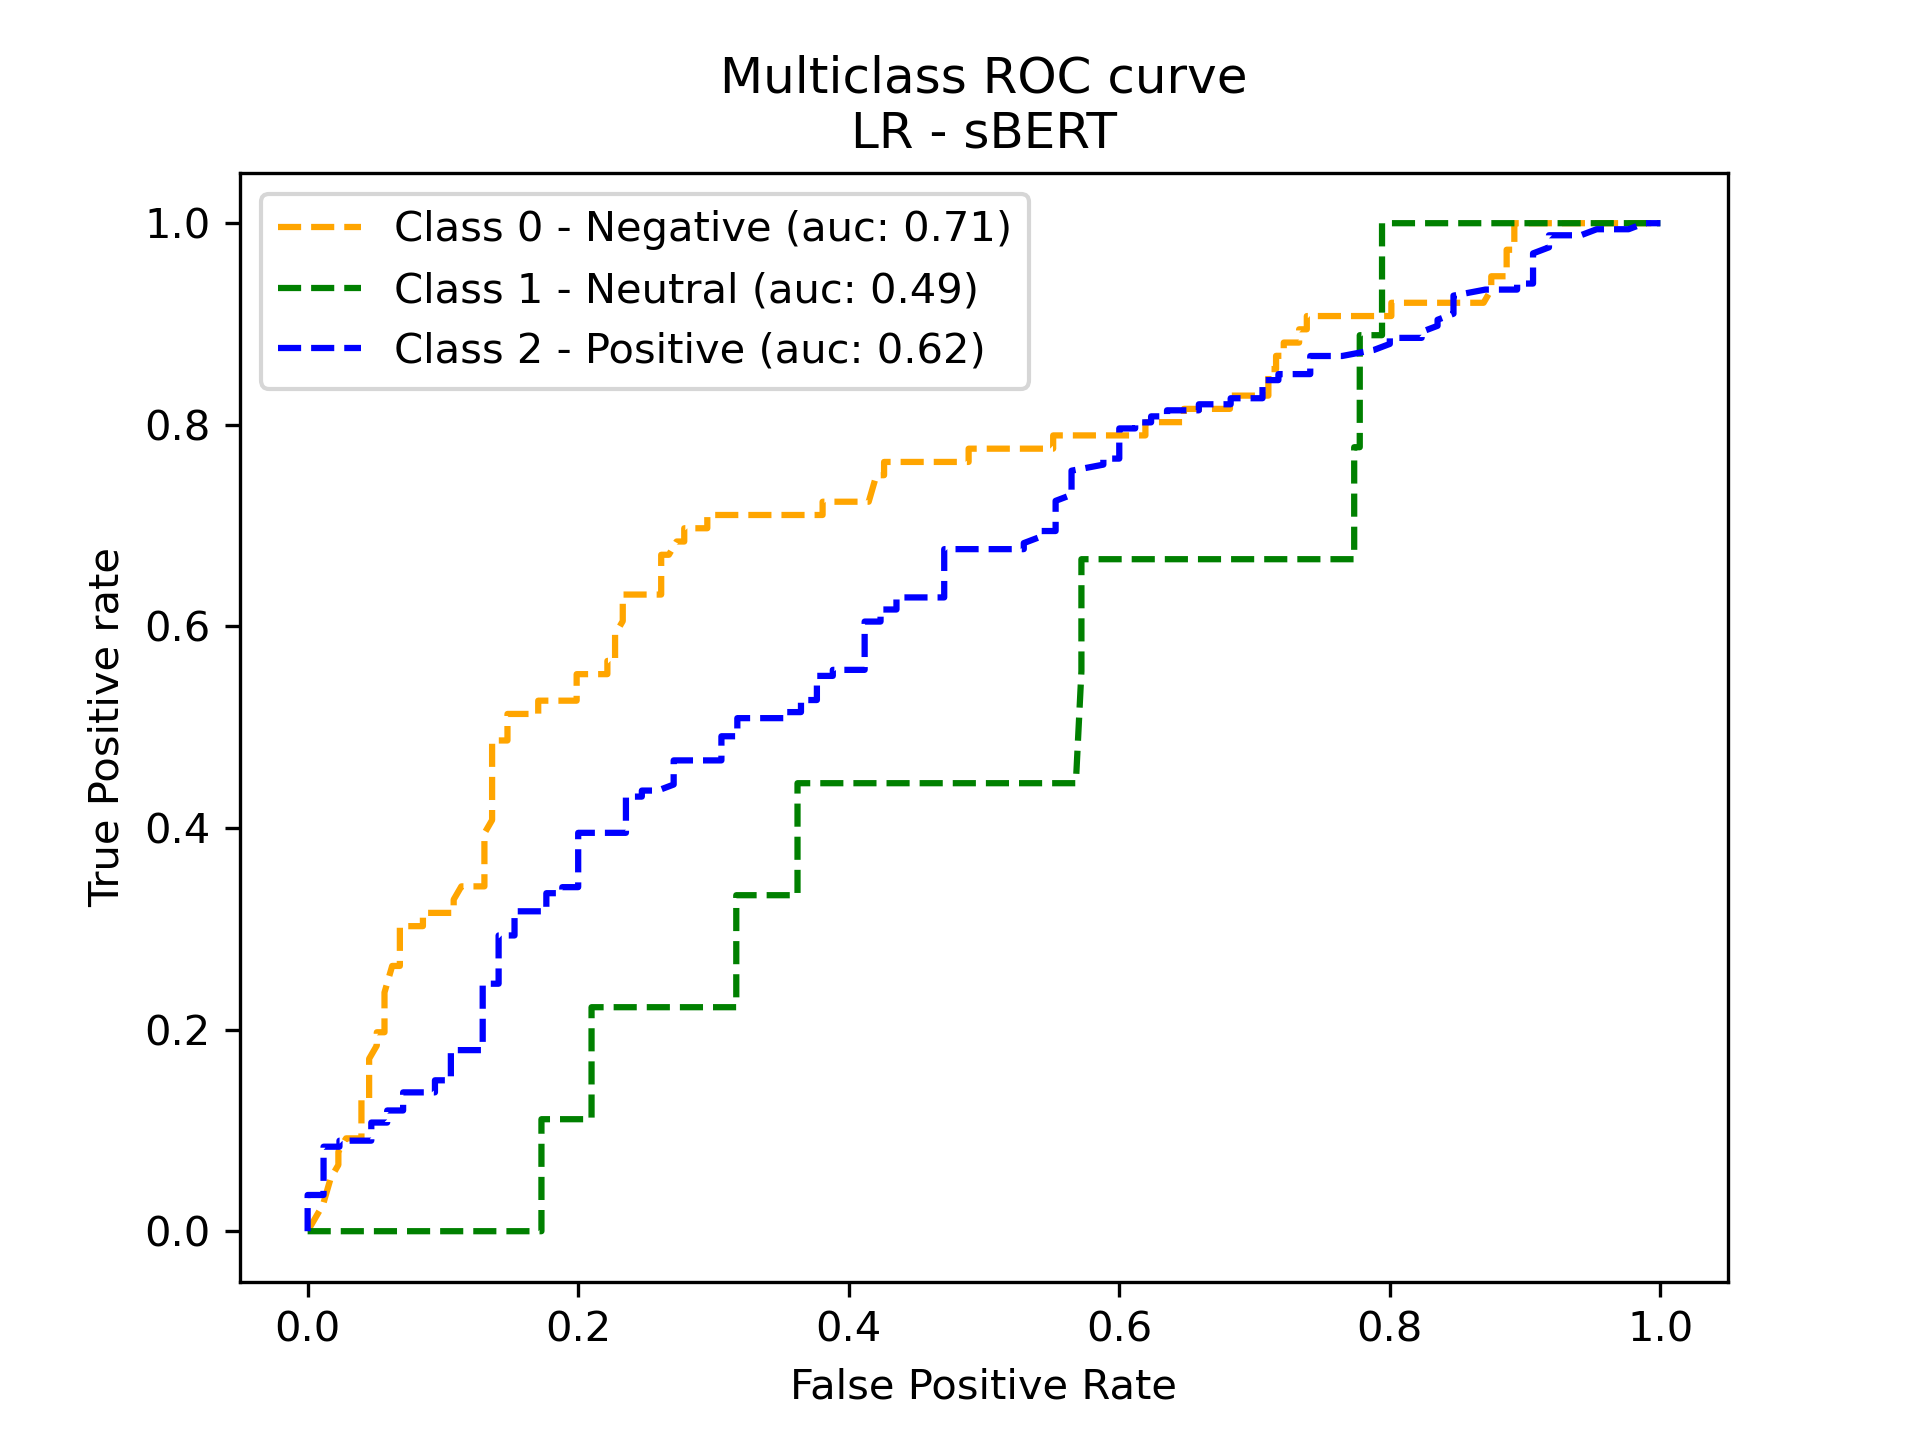 Multiclass ROC curve
LR - sBERT
Class 0 - Negative (auc: 0.71)
Class 1 - Neutral (auc: 0.49)
Class 2 - Positive (auc: 0.62)
True Positive rate
1.0
0.8
0.6
0.4
0.2
0.0
0.0 0.2 0.4 0.6 0.8 1.0
False Positive Rate